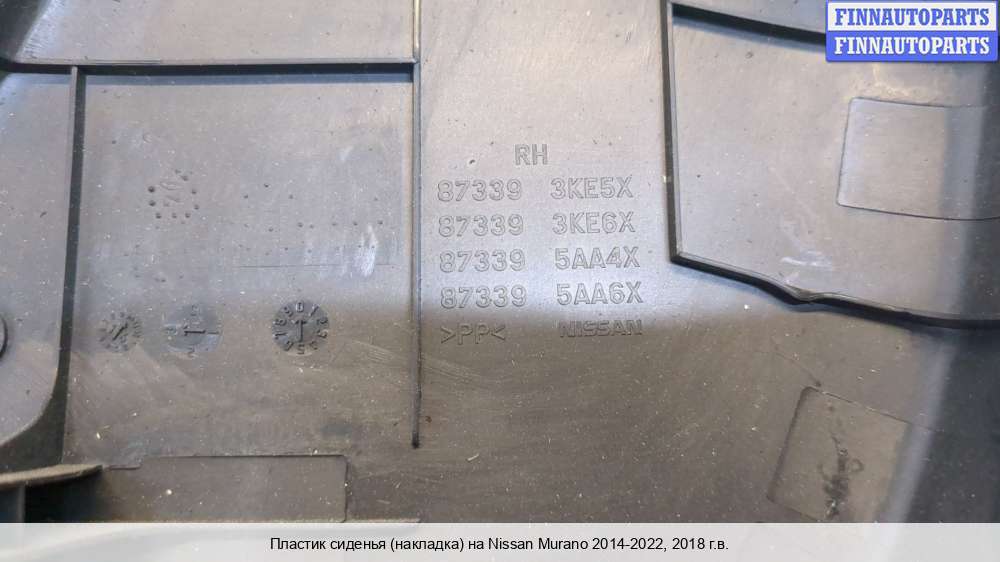 FINNAUTOPARTS
FINNAUTOPARTS
RH
87339 3KE5X
87339 3KE6X
87339 5AA4X
87339 5AA6X
>PP< NISSAN
Пластик сиденья (накладка) на Nissan Murano 2014-2022, 2018 г.в.